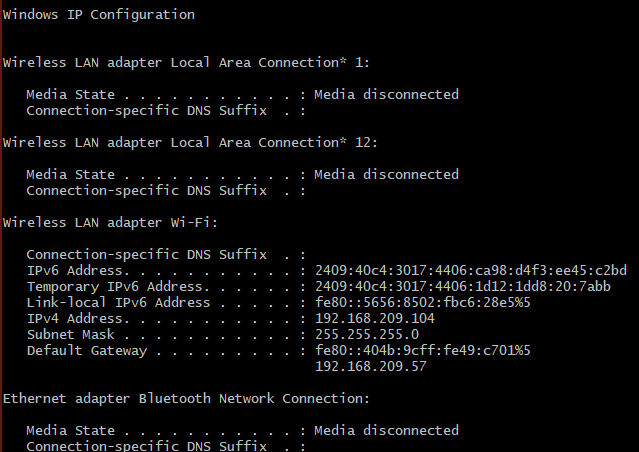 Windows IP Configuration
Wireless LAN adapter Local Area Connection* 1:
Media State . . . . . . . . . . . : Media disconnected
Connection-specific DNS Suffix  . :
Wireless LAN adapter Local Area Connection* 12:
Media State . . . . . . . . . . . : Media disconnected
Connection-specific DNS Suffix  . :
Wireless LAN adapter Wi-Fi:
Connection-specific DNS Suffix  . :
IPv6 Address. . . . . . . . . . . : 2409:40c4:3017:4406:ca98:d4f3:ee45:c2bd
Temporary IPv6 Address. . . . . . : 2409:40c4:3017:4406:1d12:1dd8:20:7abb
Link-local IPv6 Address . . . . . : fe80::5656:8502:fbc6:28e5%5
IPv4 Address. . . . . . . . . . . : 192.168.209.104
Subnet Mask . . . . . . . . . . . : 255.255.255.0
Default Gateway . . . . . . . . . : fe80::404b:9cff:fe49:c701%5
192.168.209.57
Ethernet adapter Bluetooth Network Connection:
Media State . . . . . . . . . . . : Media disconnected
Connection-specific DNS Suffix  . :